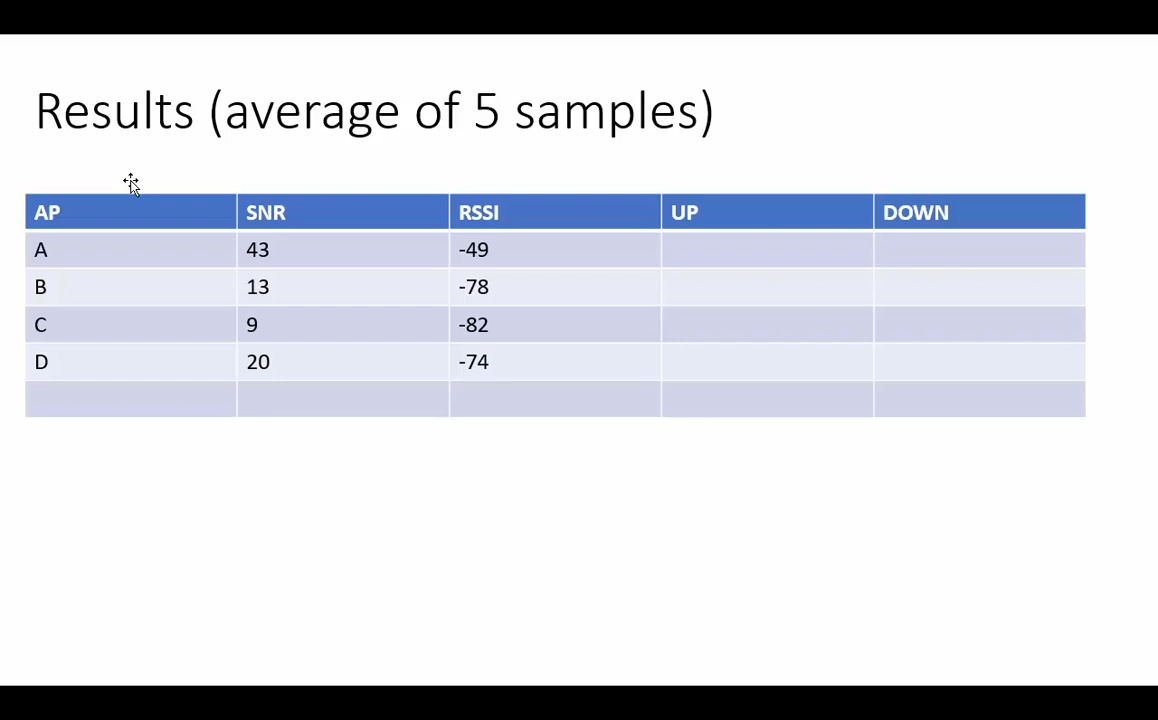 Results (average of 5 samples)
AP SNR RSSI UP DOWN
A 43 -49
B 13 -78
C 9 -82
D 20 -74